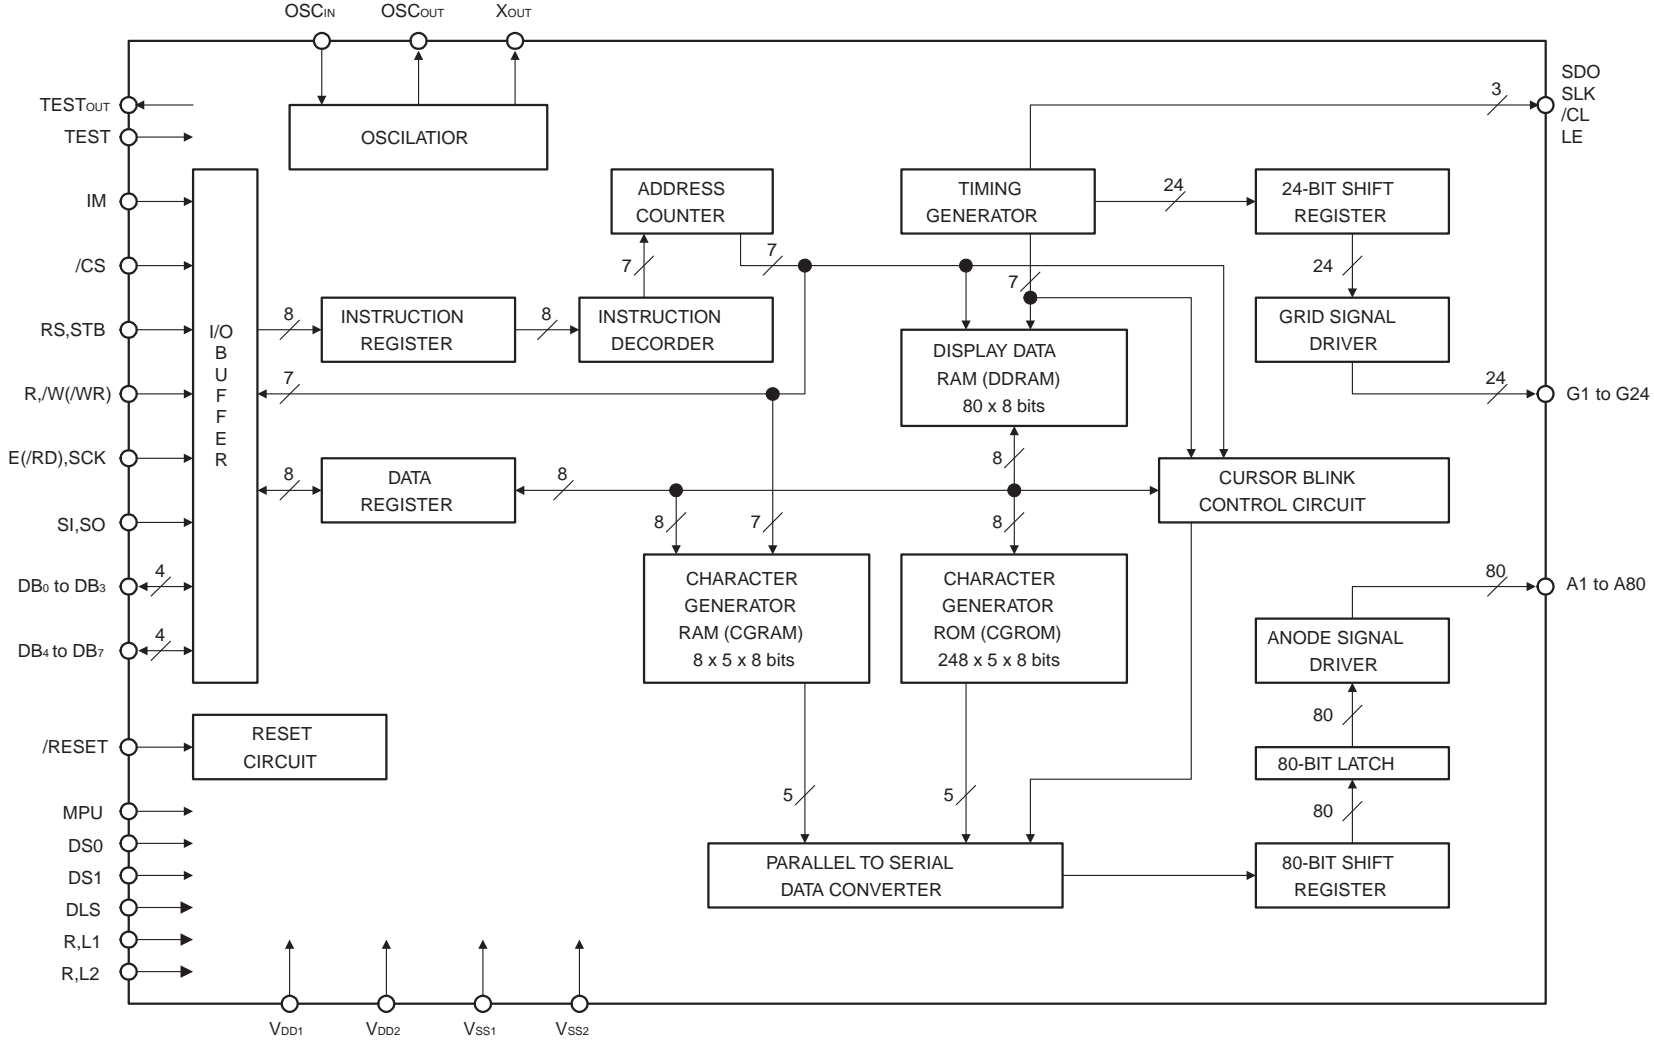 OSCIN OSCOUT XOUT
TESTOUT
TEST
OSCILATIOR
3
SDO
SLK
/CL
LE
IM
ADDRESS
COUNTER
TIMING
GENERATOR
24
24-BIT SHIFT
REGISTER
/CS
7
7
7
24
RS,STB
I/O
B
U
F
F
E
R
8
INSTRUCTION
REGISTER
8
INSTRUCTION
DECORDER
DISPLAY DATA
RAM (DDRAM)
80 x 8 bits
GRID SIGNAL
DRIVER
R,/W(/WR)
7
24
G1 to G24
E(/RD),SCK
8
DATA
REGISTER
8
8
CURSOR BLINK
CONTROL CIRCUIT
SI,SO
8
7
8
DB0 to DB3
4
CHARACTER
GENERATOR
RAM (CGRAM)
8 x 5 x 8 bits
CHARACTER
GENERATOR
ROM (CGROM)
248 x 5 x 8 bits
80
A1 to A80
DB4 to DB7
4
ANODE SIGNAL
DRIVER
80
/RESET
RESET
CIRCUIT
80-BIT LATCH
5
5
80
MPU
DS0
DS1
DLS
R,L1
R,L2
PARALLEL TO SERIAL
DATA CONVERTER
80-BIT SHIFT
REGISTER
VDD1 VDD2 VSS1 VSS2